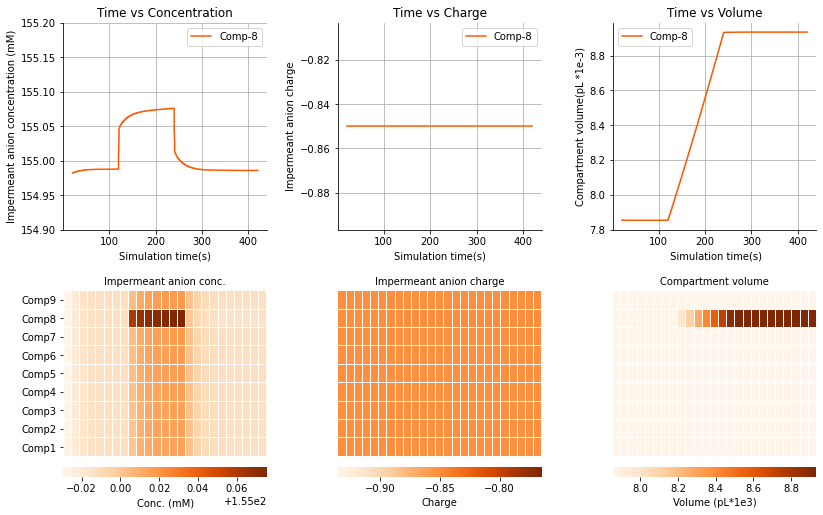 Time vs Concentration
Impermeant anion concentration (mM)
155.20
155.15
155.10
155.05
155.00
154.95
154.90
Comp-8
100 200 300 400
Simulation time(s)
Time vs Charge
Impermeant anion charge
−0.82
−0.84
−0.86
−0.88
Comp-8
100 200 300 400
Simulation time(s)
Time vs Volume
Compartment volume(pL *1e-3)
8.8
8.6
8.4
8.2
8.0
7.8
Comp-8
100 200 300 400
Simulation time(s)
Impermeant anion conc.
Comp9
Comp8
Comp7
Comp6
Comp5
Comp4
Comp3
Comp2
Comp1
−0.02 0.00 0.02 0.04 0.06
+1.55e2
Conc. (mM)
Impermeant anion charge
−0.90 −0.85 −0.80
Charge
Compartment volume
8.0 8.2 8.4 8.6 8.8
Volume (pL*1e3)